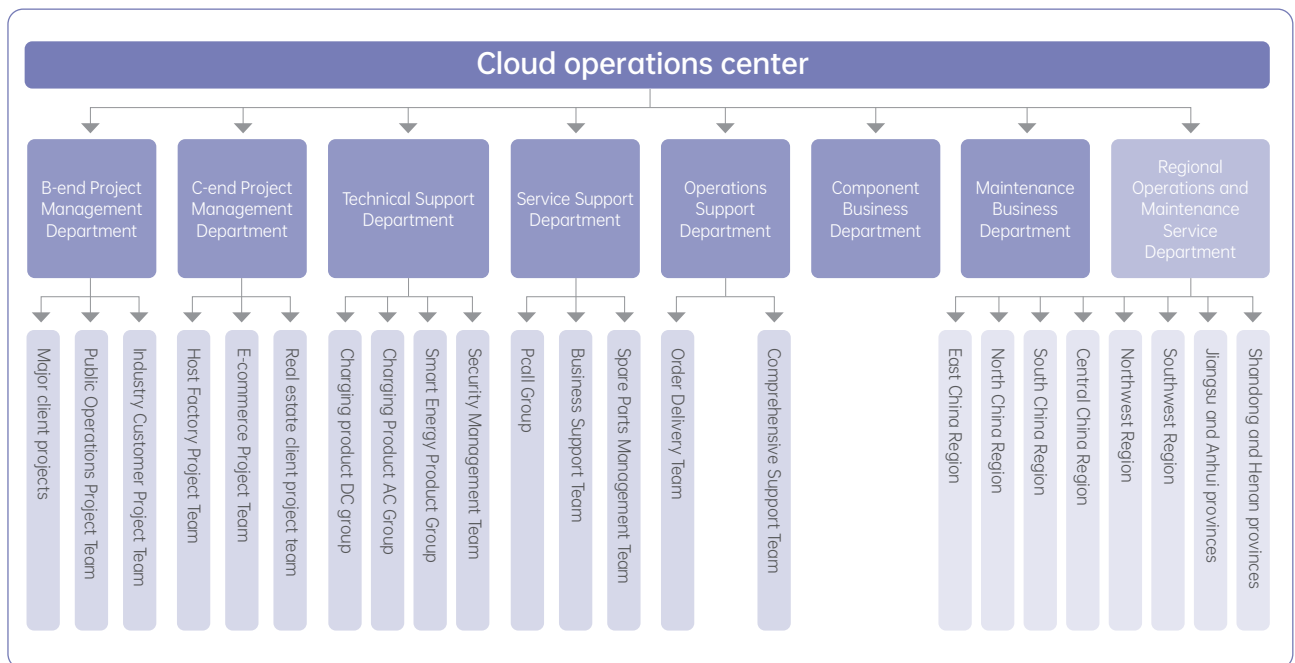 Cloud operations center
B-end Project
Management
Department
C-end Project
Management
Department
Technical Support
Department
Service Support
Department
Operations
Support
Department
Component
Business
Department
Maintenance
Business
Department
Regional
Operations and
Maintenance
Service
Department
Major client projects
Public Operations Project Team
Industry Customer Project Team
Host Factory Project Team
E-commerce Project Team
Real estate client project team
Charging product DC group
Charging Product AC Group
Smart Energy Product Group
Security Management Team
Pcall Group
Business Support Team
Spare Parts Management Team
Order Delivery Team
Comprehensive Support Team
East China Region
North China Region
South China Region
Central China Region
Northwest Region
Southwest Region
Jiangsu and Anhui provinces
Shandong and Henan provinces